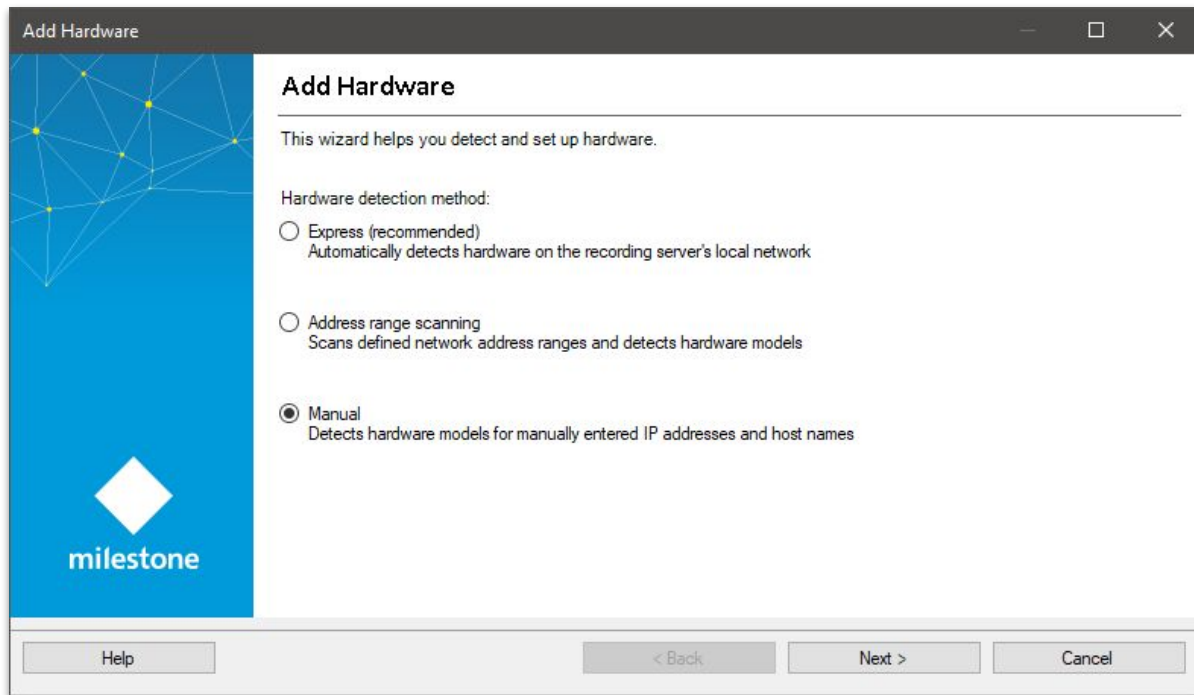 Add Hardware
Add Hardware
This wizard helps you detect and set up hardware.
Hardware detection method:
Express (recommended)
Automatically detects hardware on the recording server's local network
Address range scanning
Scans defined network address ranges and detects hardware models
Manual
Detects hardware models for manually entered IP addresses and host names
milestone
Help
< Back
Next >
Cancel